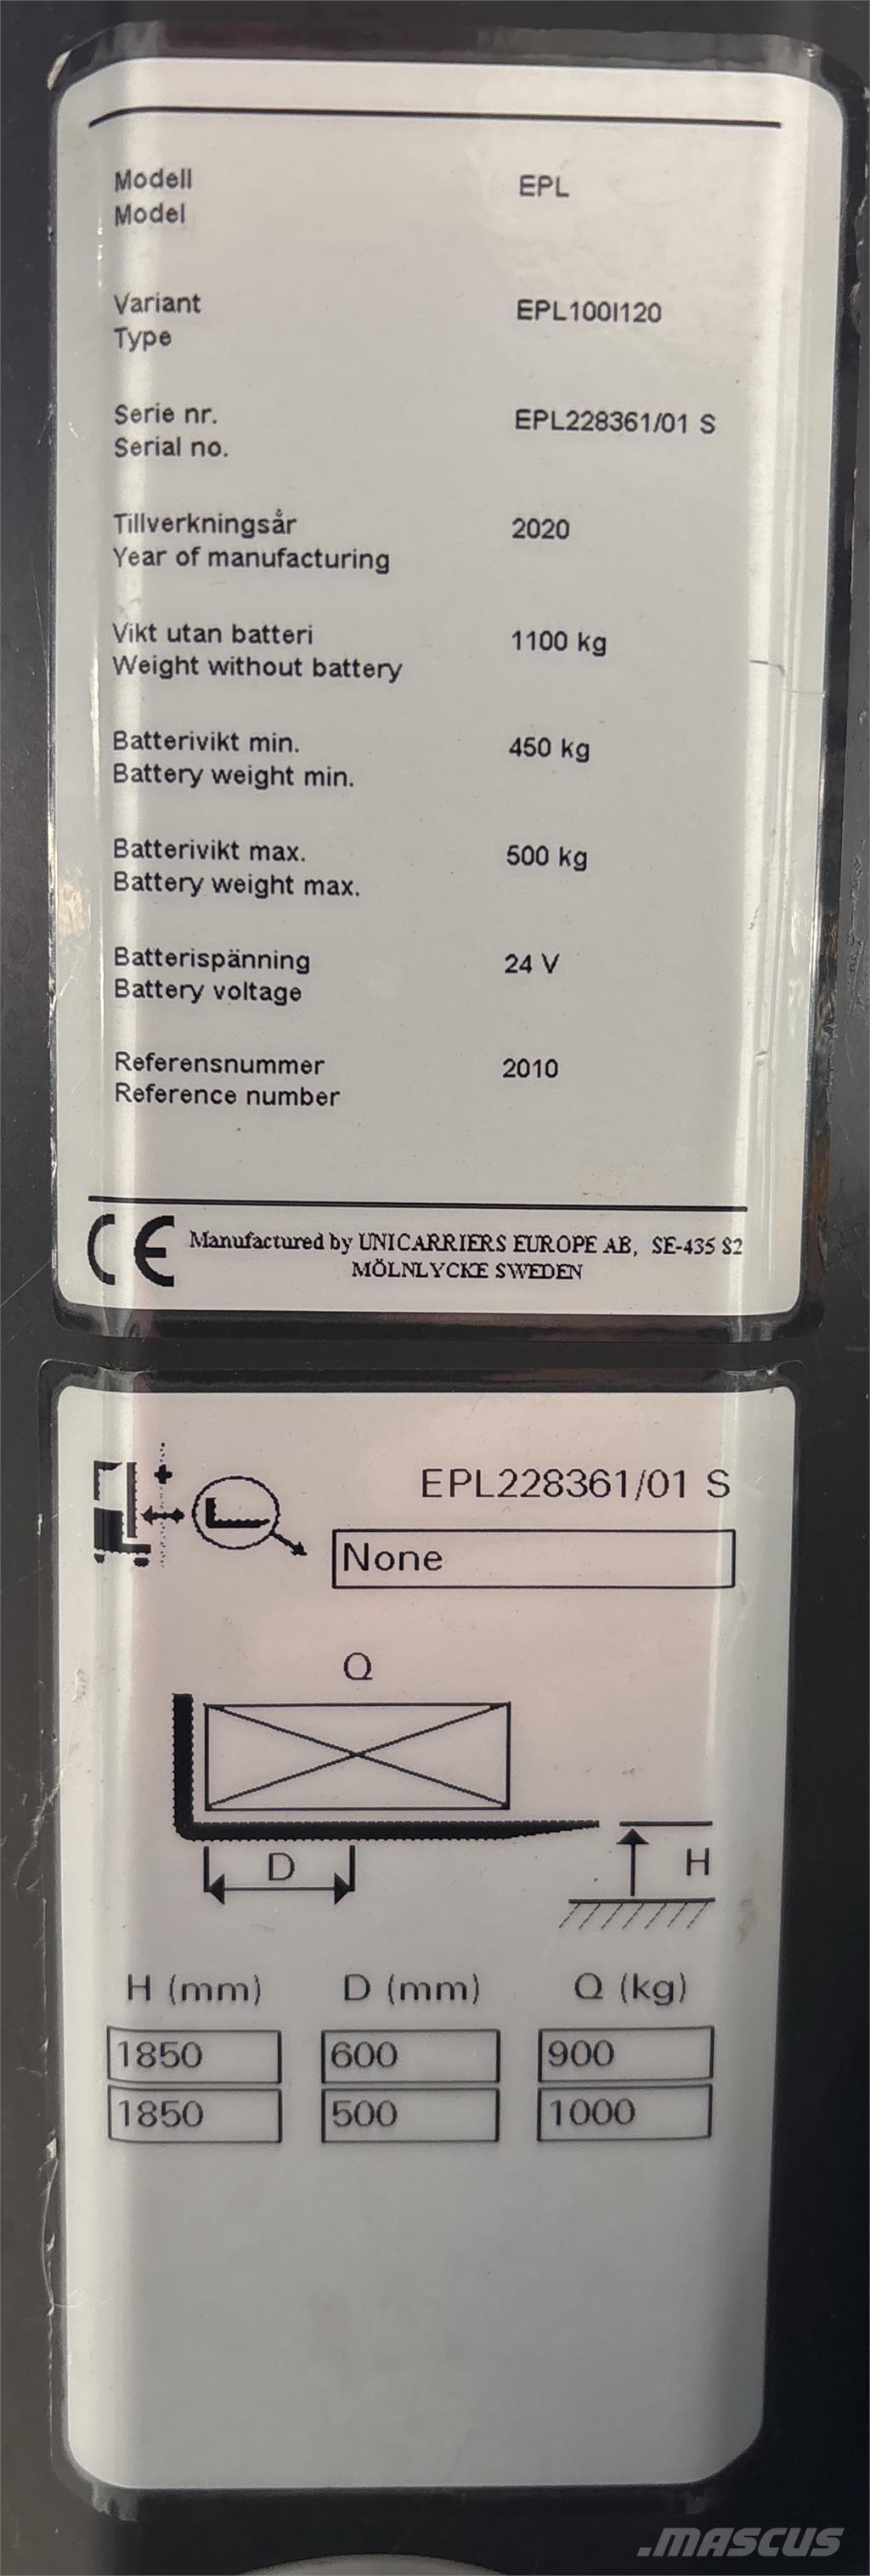 Modell
Model
EPL
Variant
Type
EPL100I120
Serie nr.
Serial no.
EPL228361/01 S
Tillverkningsår
Year of manufacturing
2020
Vikt utan batteri
Weight without battery
1100 kg
Batterivikt min.
Battery weight min.
450 kg
Batterivikt max.
Battery weight max.
500 kg
Batterispänning
Battery voltage
24 V
Referensnummer
Reference number
2010
CE Manufactured by UNICARRIERS EUROPE AB, SE-435 82
MÖLNLYCKE SWEDEN
EPL228361/01 S
None
Q
D
H
H (mm) D (mm) Q (kg)
1850 600 900
1850 500 1000
.MASCUS